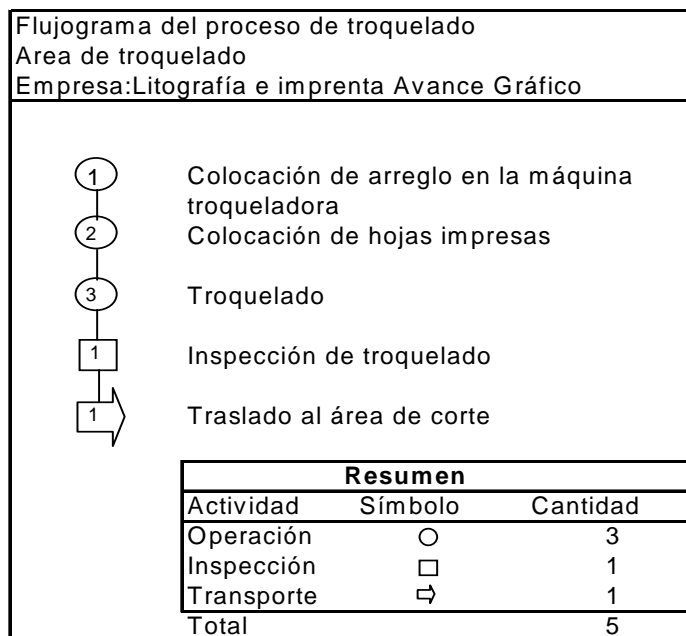 Flujograma del proceso de troquelado
Area de troquelado
Empresa:Litografía e imprenta Avance Gráfico
1 Colocación de arreglo en la máquina
troqueladora
2 Colocación de hojas impresas
3 Troquelado
1 Inspección de troquelado
1 Traslado al área de corte
Resumen
Actividad Símbolo Cantidad
Operación 3
Inspección 1
Transporte 1
Total 5